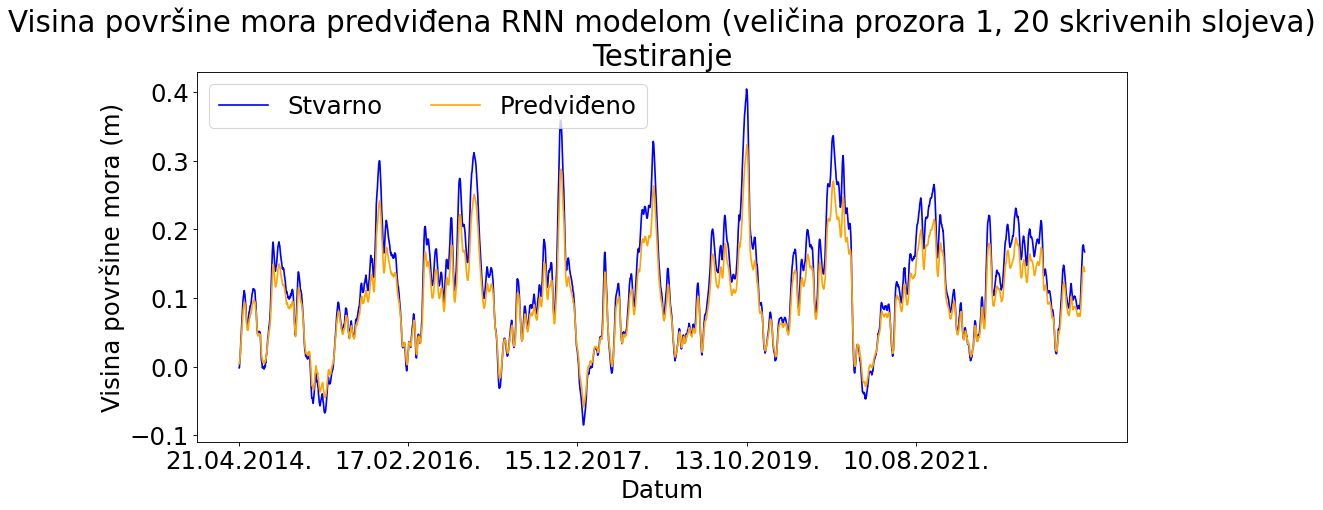 Visina površine mora predviđena RNN modelom (veličina prozora 1, 20 skrivenih slojeva)
Testiranje
Stvarno Predviđeno
Visina površine mora (m)
0.4
0.3
0.2
0.1
0.0
−0.1
21.04.2014. 17.02.2016. 15.12.2017. 13.10.2019. 10.08.2021.
Datum